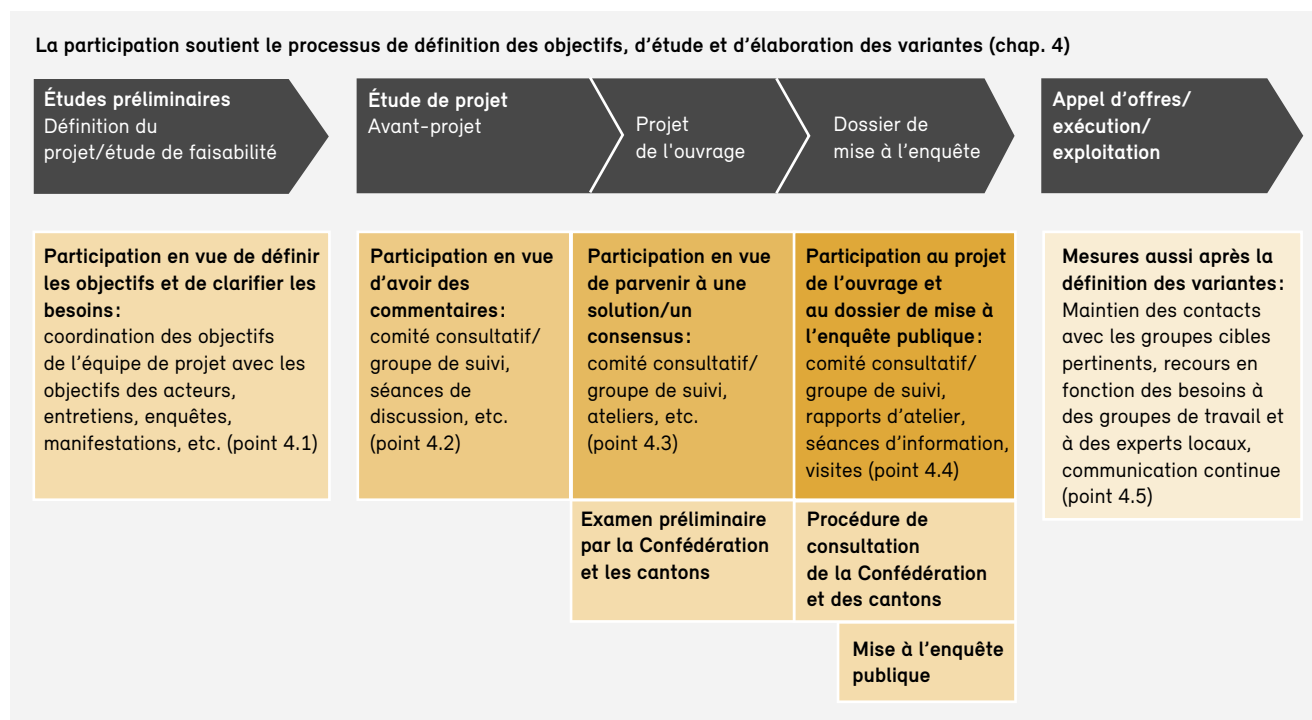 La participation soutient le processus de définition des objectifs, d'étude et d'élaboration des variantes (chap. 4)
Études préliminaires
Définition du
projet/étude de faisabilité
Étude de projet
Avant-projet
Projet
de l'ouvrage
Dossier de
mise à l'enquête
Appel d'offres/
exécution/
exploitation
Participation en vue de définir
les objectifs et de clarifier les
besoins:
coordination des objectifs
de l'équipe de projet avec les
objectifs des acteurs,
entretiens, enquêtes,
manifestations, etc. (point 4.1)
Participation en vue
d'avoir des
commentaires:
comité consultatif/
groupe de suivi,
séances de
discussion, etc.
(point 4.2)
Participation en vue
de parvenir à une
solution/un
consensus:
comité consultatif/
groupe de suivi,
ateliers, etc.
(point 4.3)
Participation au projet
de l'ouvrage et
au dossier de mise à
l'enquête publique:
comité consultatif/
groupe de suivi,
rapports d'atelier,
séances d'information,
visites (point 4.4)
Mesures aussi après la
définition des variantes:
Maintien des contacts
avec les groupes cibles
pertinents, recours en
fonction des besoins à
des groupes de travail et
à des experts locaux,
communication continue
(point 4.5)
Examen préliminaire
par la Confédération
et les cantons
Procédure de
consultation
de la Confédération
et des cantons
Mise à l'enquête
publique